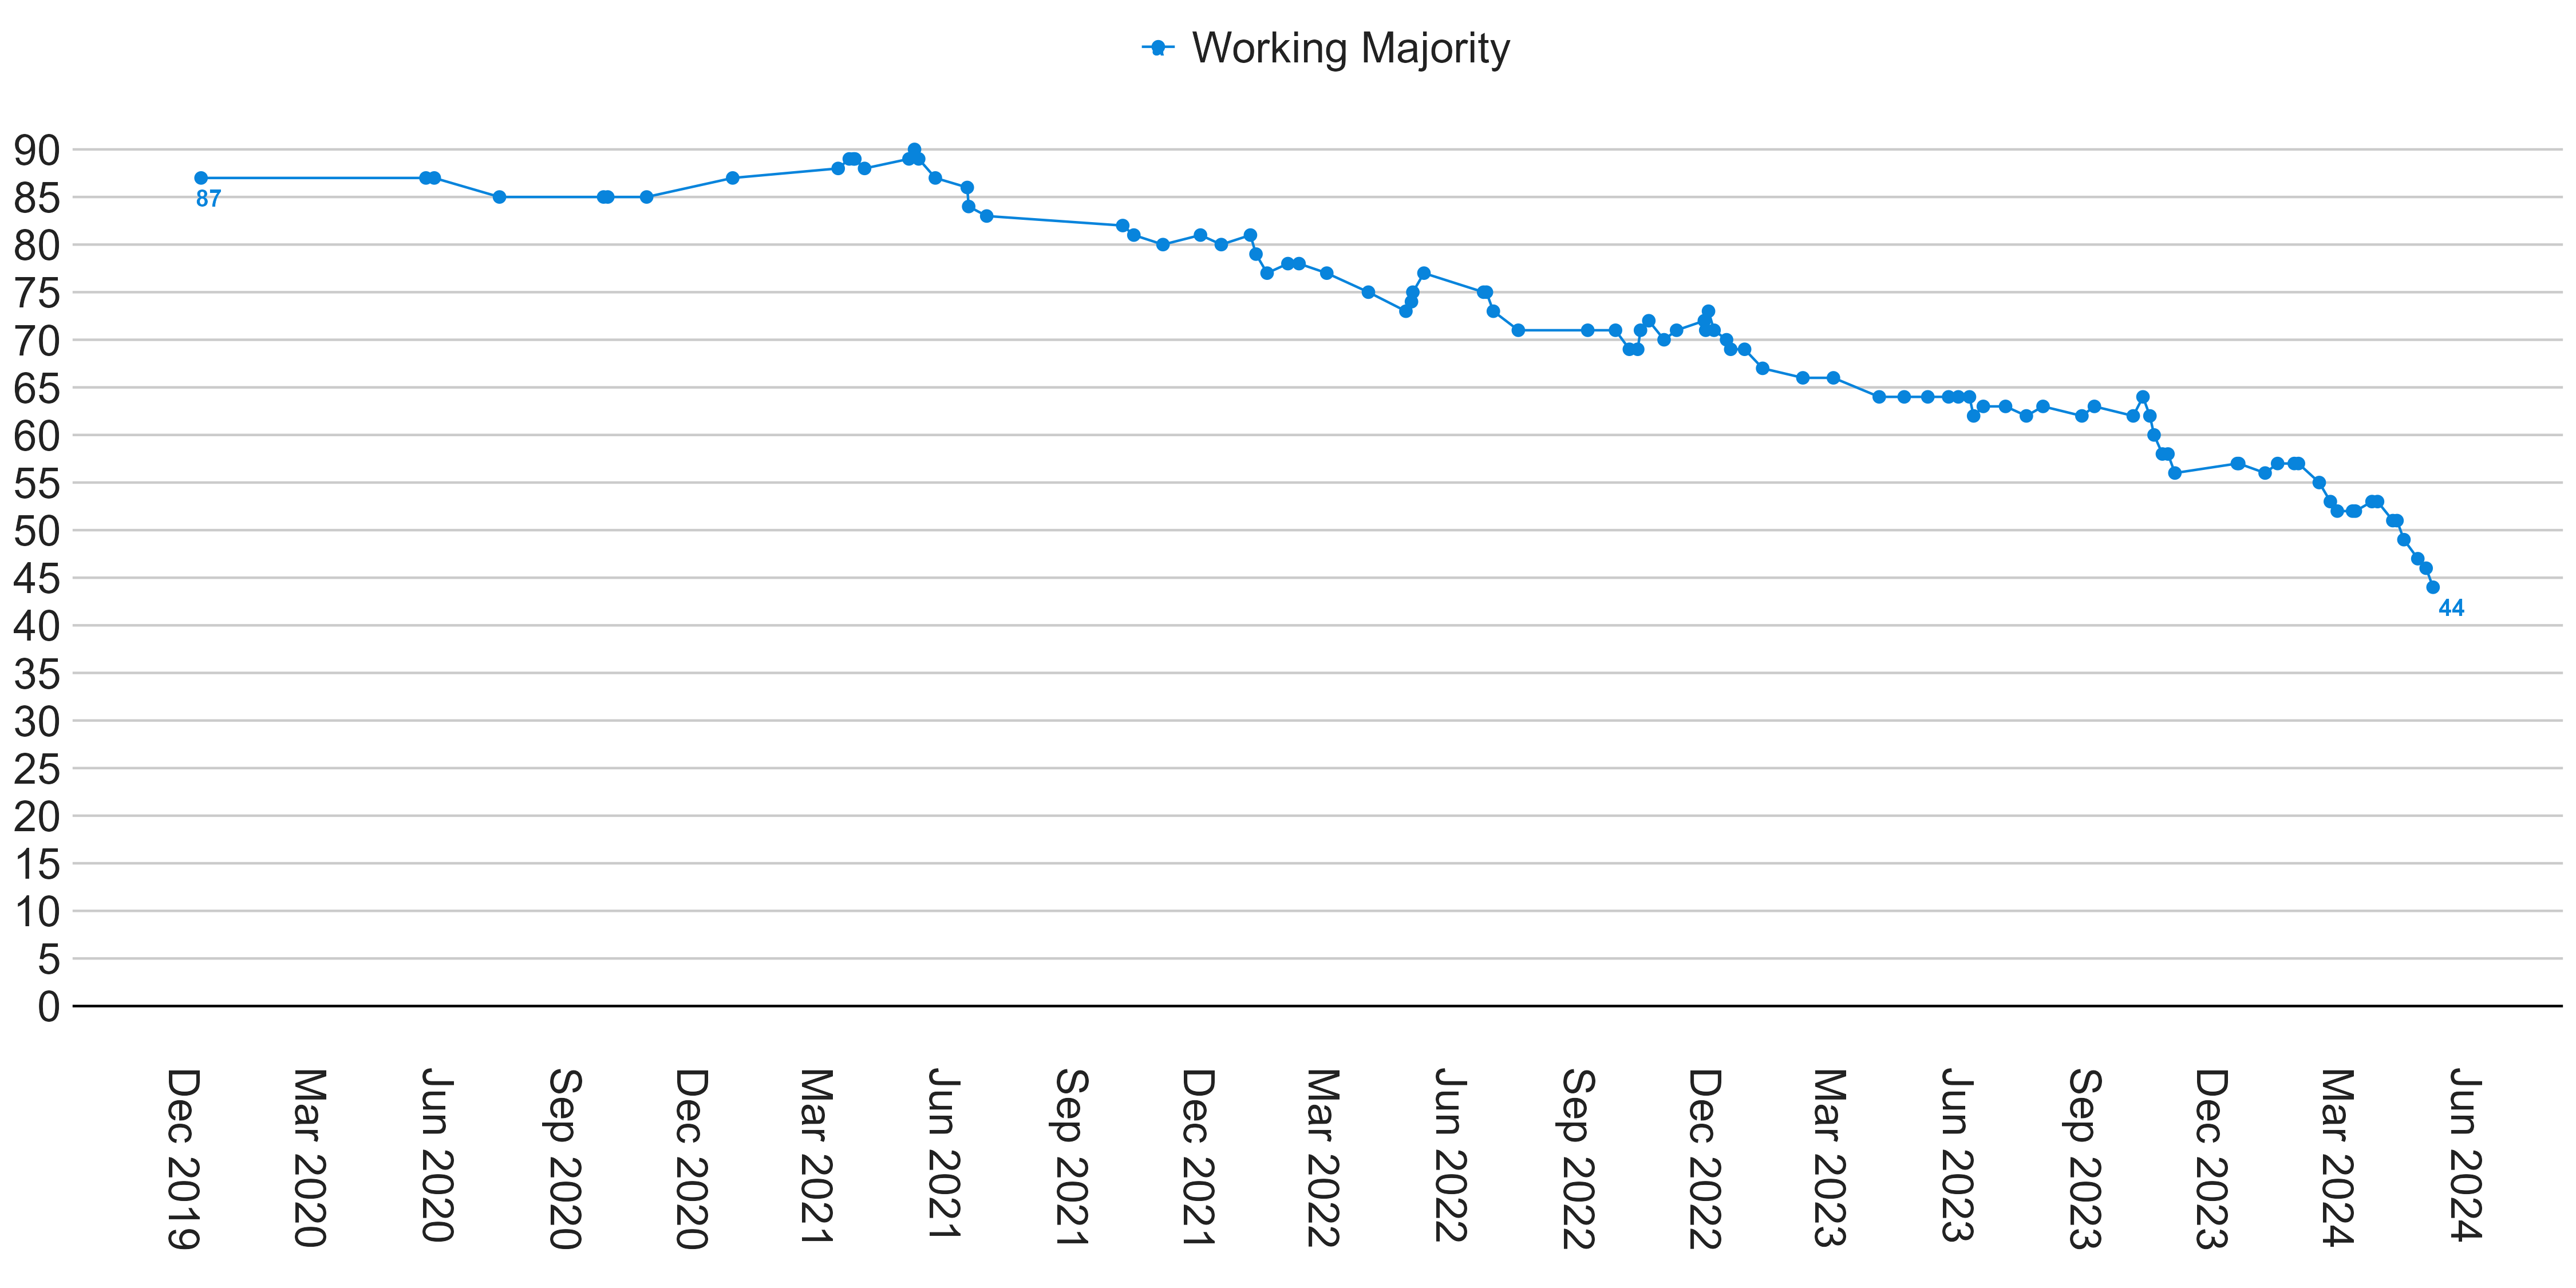 Working Majority
90
85
80
75
70
65
60
55
50
45
40
35
30
25
20
15
10
5
0
87
44
Dec 2019
Mar 2020
Jun 2020
Sep 2020
Dec 2020
Mar 2021
Jun 2021
Sep 2021
Dec 2021
Mar 2022
Jun 2022
Sep 2022
Dec 2022
Mar 2023
Jun 2023
Sep 2023
Dec 2023
Mar 2024
Jun 2024